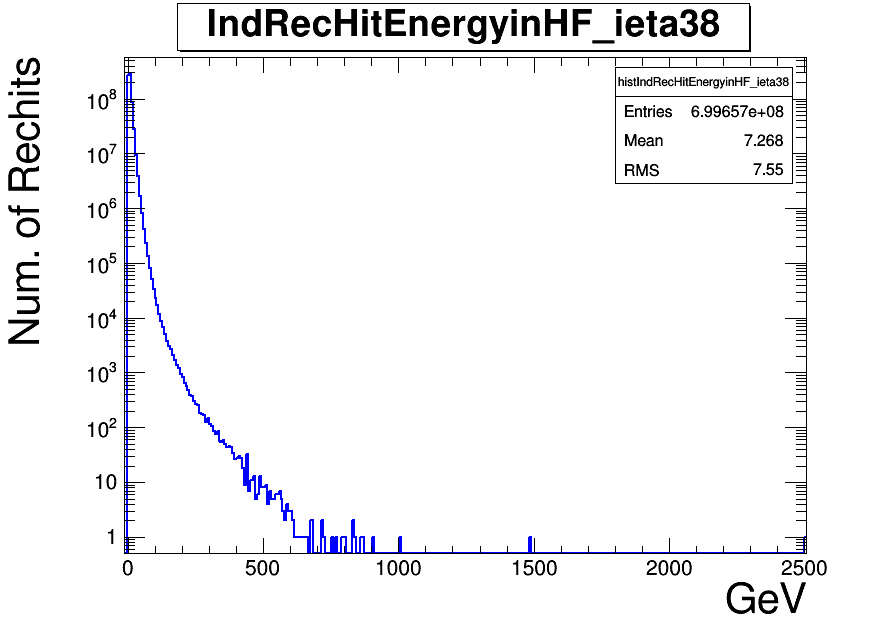 IndRecHitEnergyinHF_ieta38
histIndRecHitEnergyinHF_ieta38
Entries 6.99657e+08
Mean 7.268
RMS 7.55
Num. of Rechits
10^8
10^7
10^6
10^5
10^4
10^3
10^2
10
1
0 500 1000 1500 2000 2500
GeV